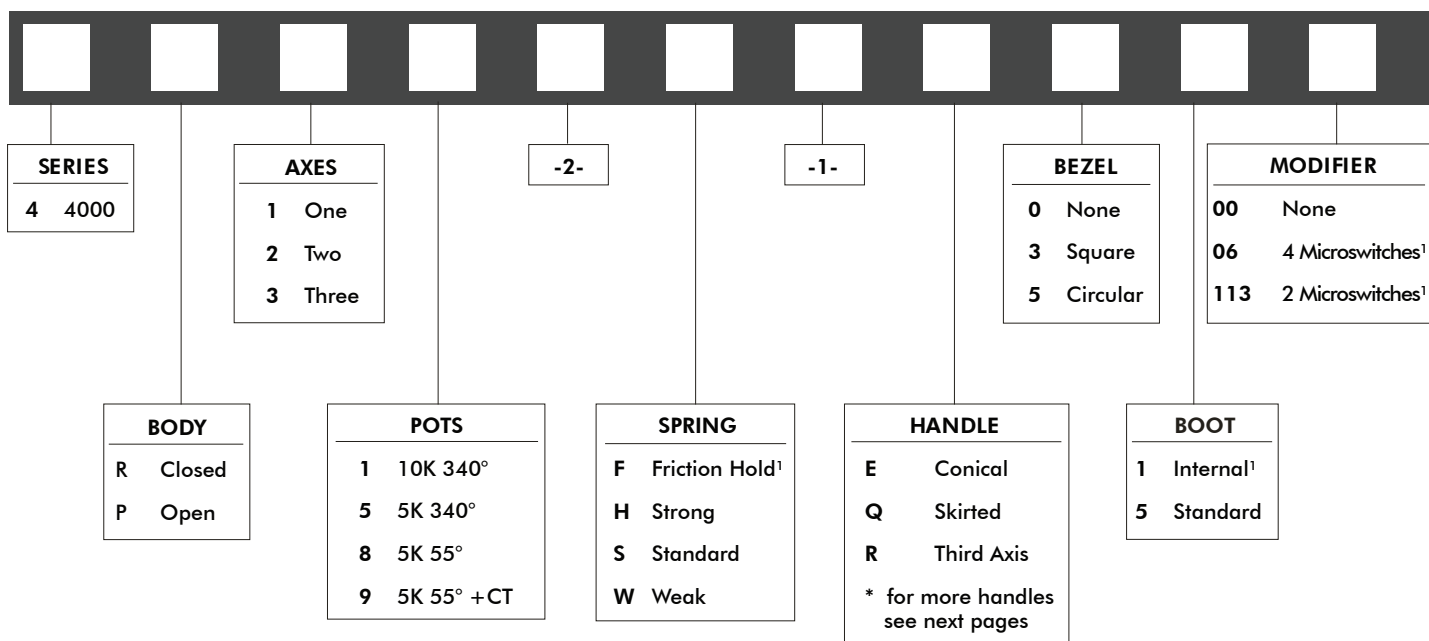 SERIES
4 4000
AXES
1 One
2 Two
3 Three
-2-
-1-
BEZEL
0 None
3 Square
5 Circular
MODIFIER
00 None
06 4 Microswitches¹
113 2 Microswitches¹
BODY
R Closed
P Open
POTS
1 10K 340°
5 5K 340°
8 5K 55°
9 5K 55° +CT
SPRING
F Friction Hold¹
H Strong
S Standard
W Weak
HANDLE
E Conical
Q Skirted
R Third Axis
* for more handles
see next pages
BOOT
1 Internal¹
5 Standard